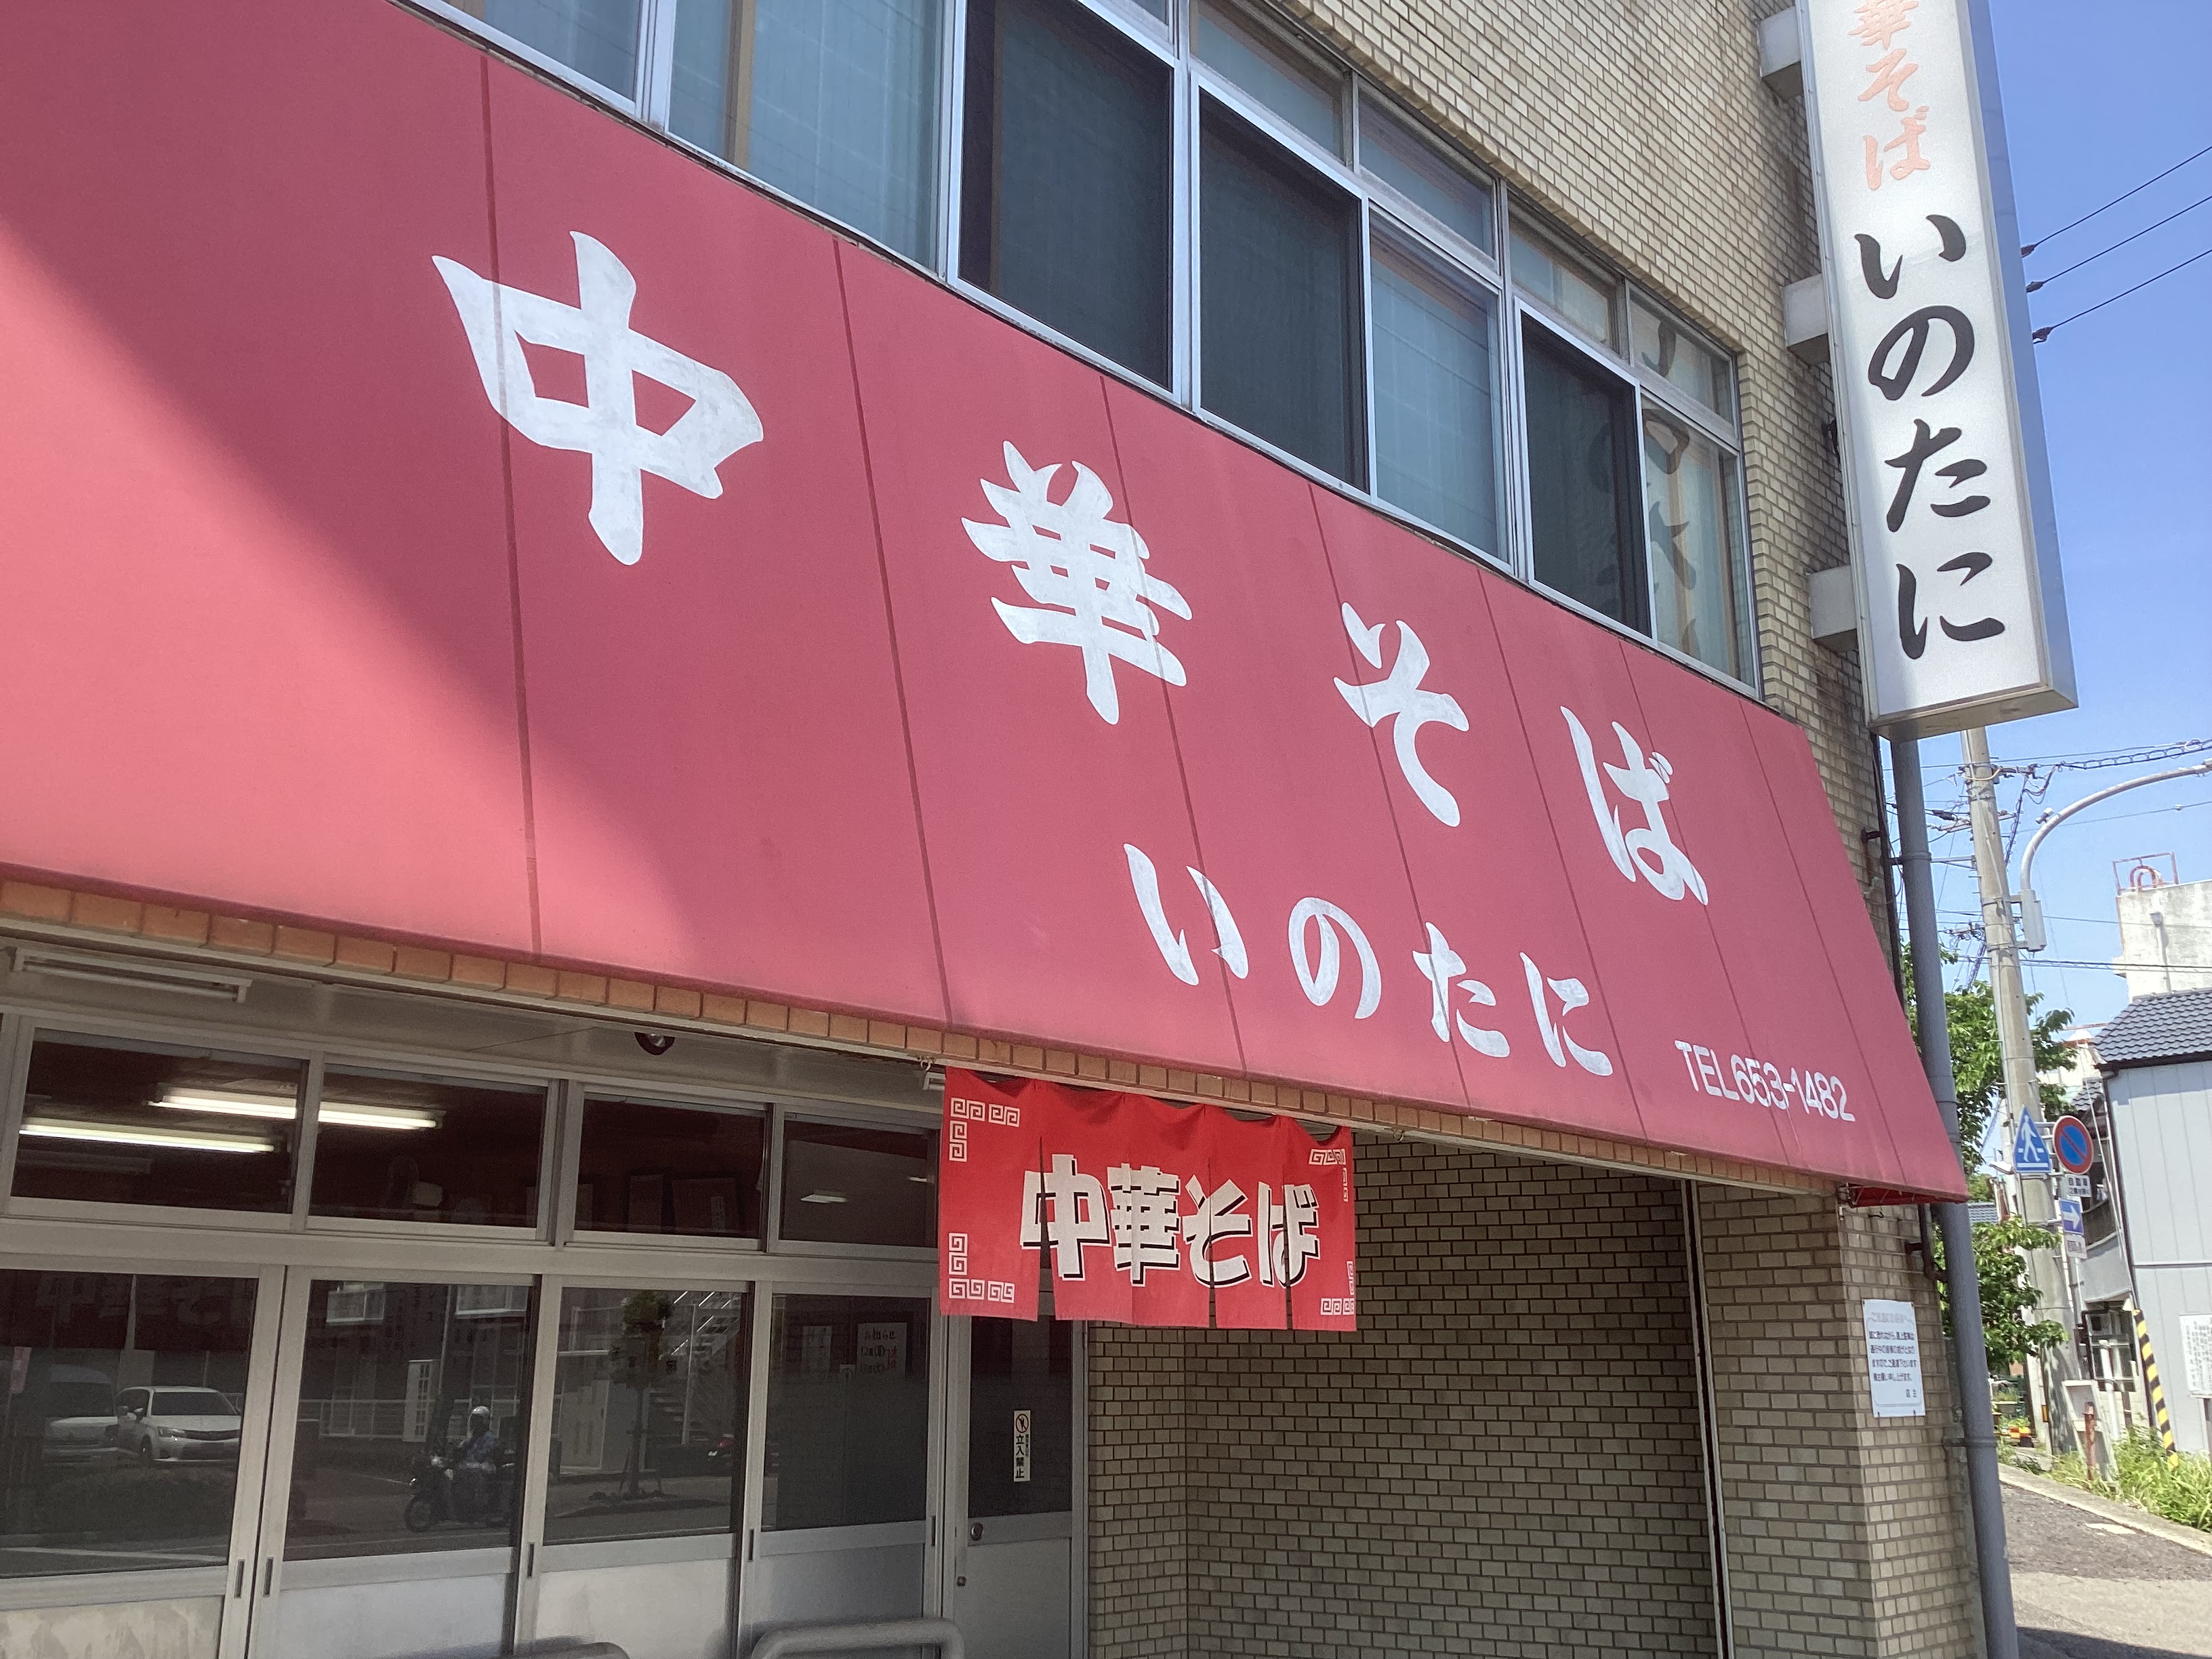 中華そば
いのたに
TEL653-1482
華そば いのたに
中華そば
立入禁止